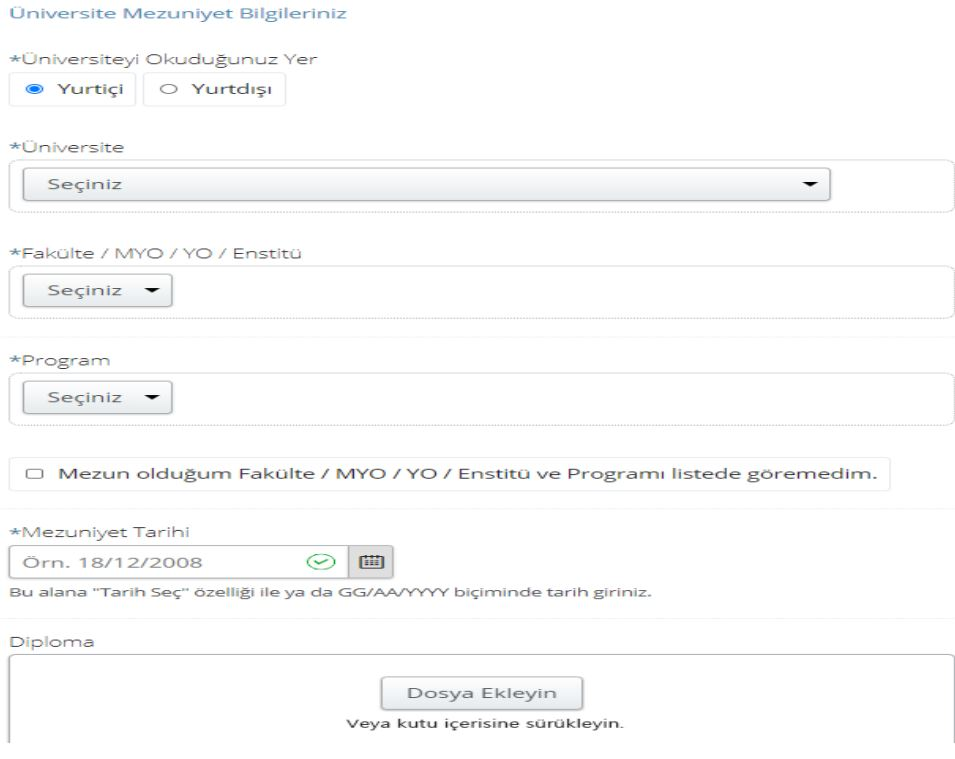 Üniversite Mezuniyet Bilgileriniz
*Üniversiteyi Okuduğunuz Yer
Yurtiçi Yurtdışı
*Üniversite
Seçiniz
*Fakülte / MYO / YO / Enstitü
Seçiniz
*Program
Seçiniz
Mezun olduğum Fakülte / MYO / YO / Enstitü ve Programı listede göremedim.
*Mezuniyet Tarihi
Örn. 18/12/2008
Bu alana "Tarih Seç" özelliği ile ya da GG/AA/YYYY biçiminde tarih giriniz.
Diploma
Dosya Ekleyin
Veya kutu içerisine sürükleyin.